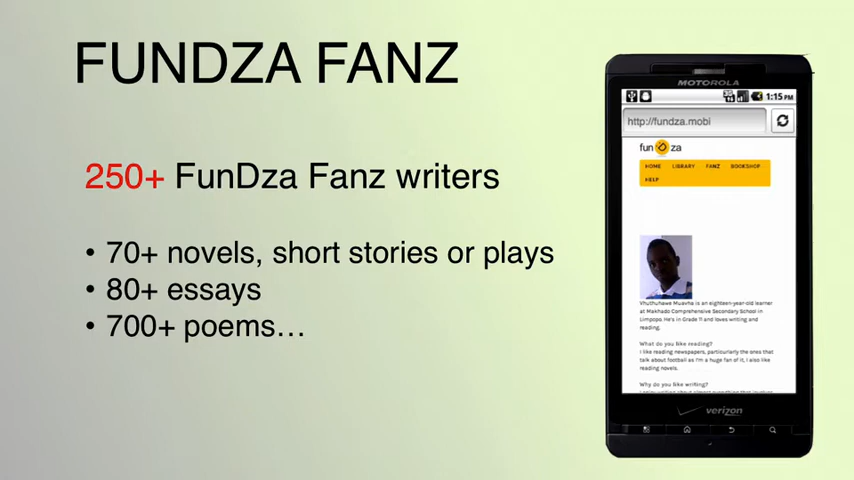 FUNDZA FANZ
250+ FunDza Fanz writers
• 70+ novels, short stories or plays
• 80+ essays
• 700+ poems…
MOTOROLA
1:15 PM
http://fundza.mobi
fun za
HOME LIBRARY FANZ BOOKSHOP
HELP
Vhuthuhawe Muavha is an eighteen-year-old learner
at Makhado Comprehensive Secondary School in
Limpopo. He's in Grade 11 and loves writing and
reading.
What do you like reading?
I like reading newspapers, particularly the ones that
talk about football as I'm a huge fan of it, I also like
reading novels.
Why do you like writing?
verizon